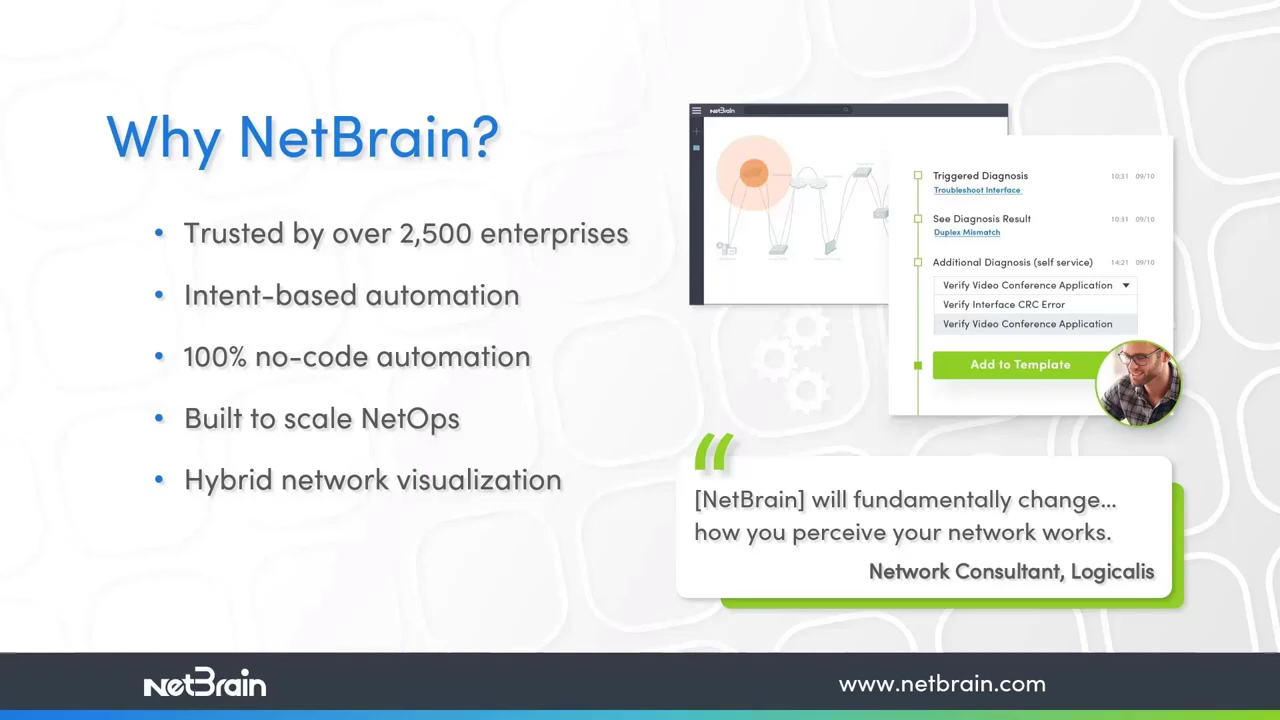 Why NetBrain?
• Trusted by over 2,500 enterprises
• Intent-based automation
• 100% no-code automation
• Built to scale NetOps
• Hybrid network visualization
NetBrain
Triggered Diagnosis 10:31 09/10
Troubleshoot Interface
See Diagnosis Result 10:31 09/10
Duplex Mismatch
Additional Diagnosis (self service) 14:21 09/10
Verify Video Conference Application
Verify Interface CRC Error
Verify Video Conference Application
Add to Template
“
[NetBrain] will fundamentally change...
how you perceive your network works.
Network Consultant, Logicalis
NetBrain
www.netbrain.com